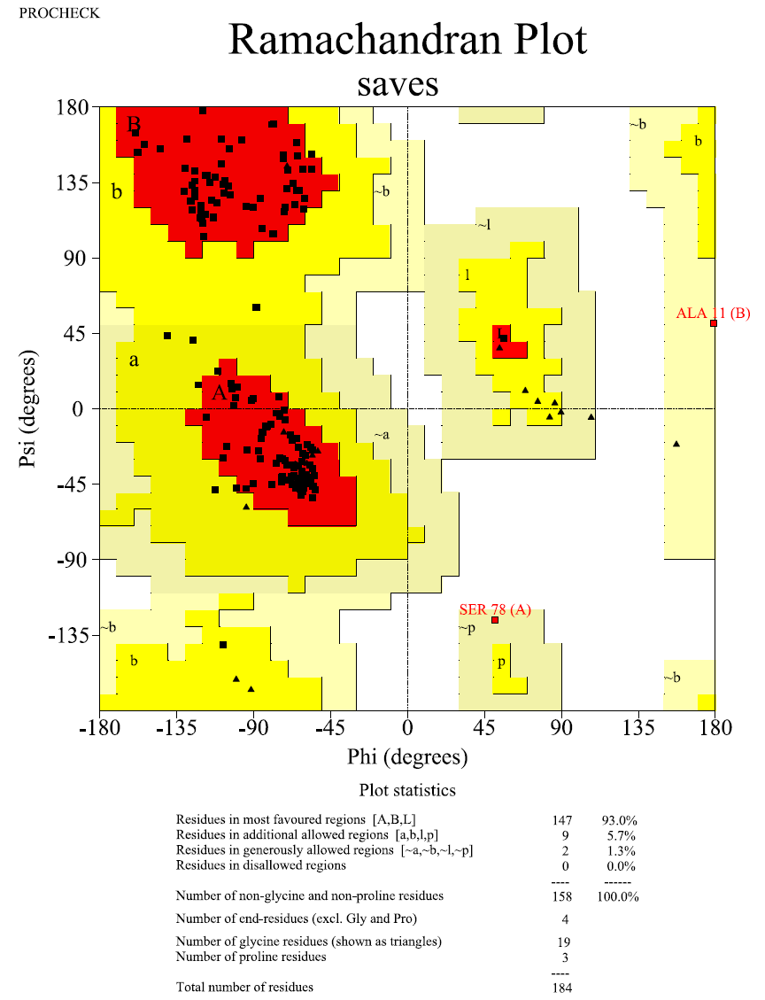 PROCHECK
Ramachandran Plot
saves
B
~b
b
b
~b
~l
l
ALA 11 (B)
L
a
A
~a
SER 78 (A)
~b
~p
b
p
~b
180
135
90
45
0
-45
-90
-135
Psi (degrees)
-180 -135 -90 -45 0 45 90 135 180
Phi (degrees)
Plot statistics
Residues in most favoured regions [A,B,L] 147 93.0%
Residues in additional allowed regions [a,b,l,p] 9 5.7%
Residues in generously allowed regions [~a,~b,~l,~p] 2 1.3%
Residues in disallowed regions 0 0.0%
---- ------
Number of non-glycine and non-proline residues 158 100.0%
Number of end-residues (excl. Gly and Pro) 4
Number of glycine residues (shown as triangles) 19
Number of proline residues 3
----
Total number of residues 184